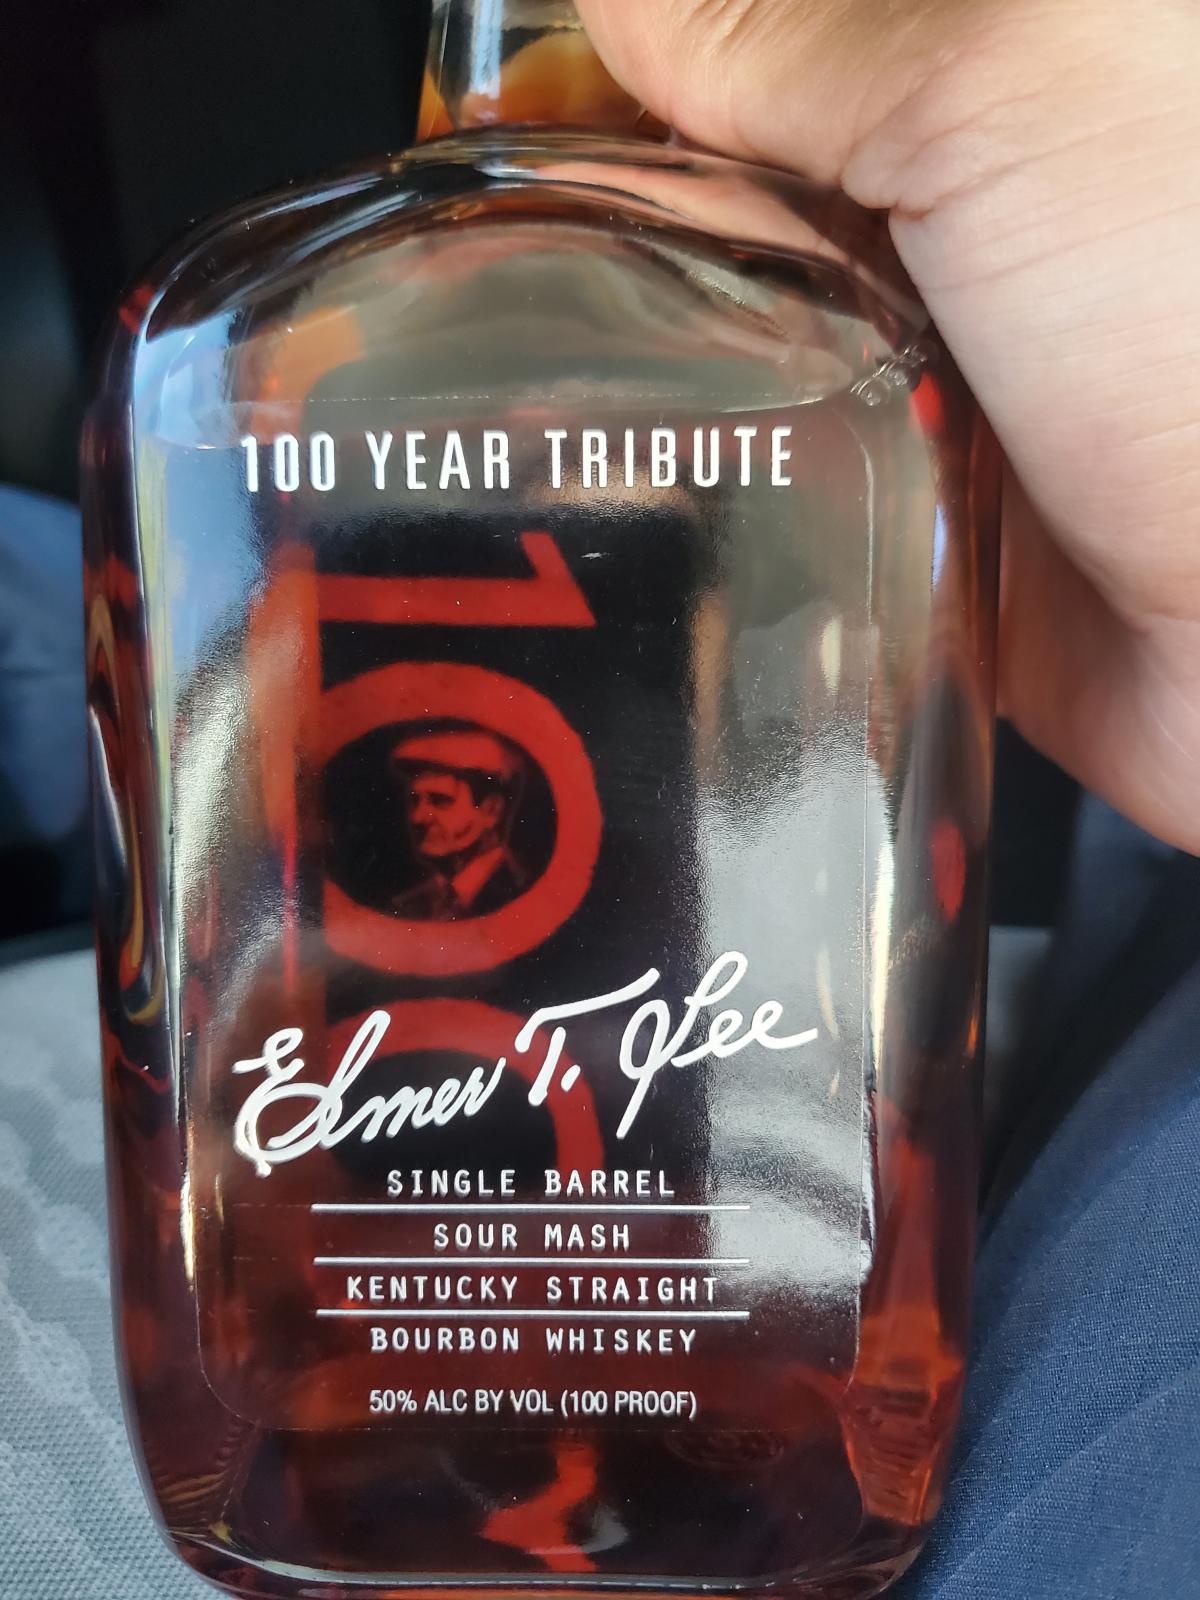 100 YEAR TRIBUTE
100
Elmer T. Lee
SINGLE BARREL
SOUR MASH
KENTUCKY STRAIGHT
BOURBON WHISKEY
50% ALC BY VOL (100 PROOF)